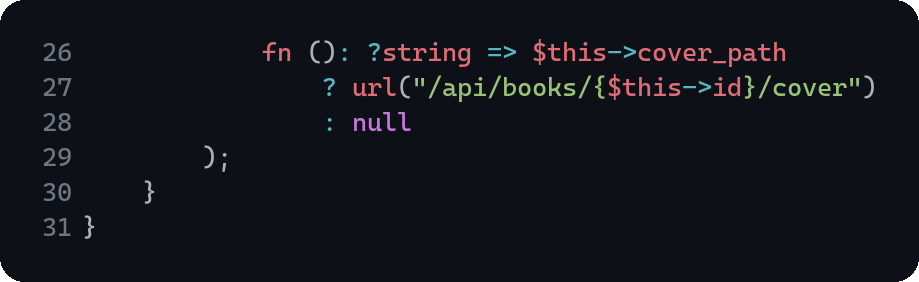 26             fn (): ?string => $this->cover_path
27                 ? url("/api/books/{$this->id}/cover")
28                 : null
29         );
30     }
31 }